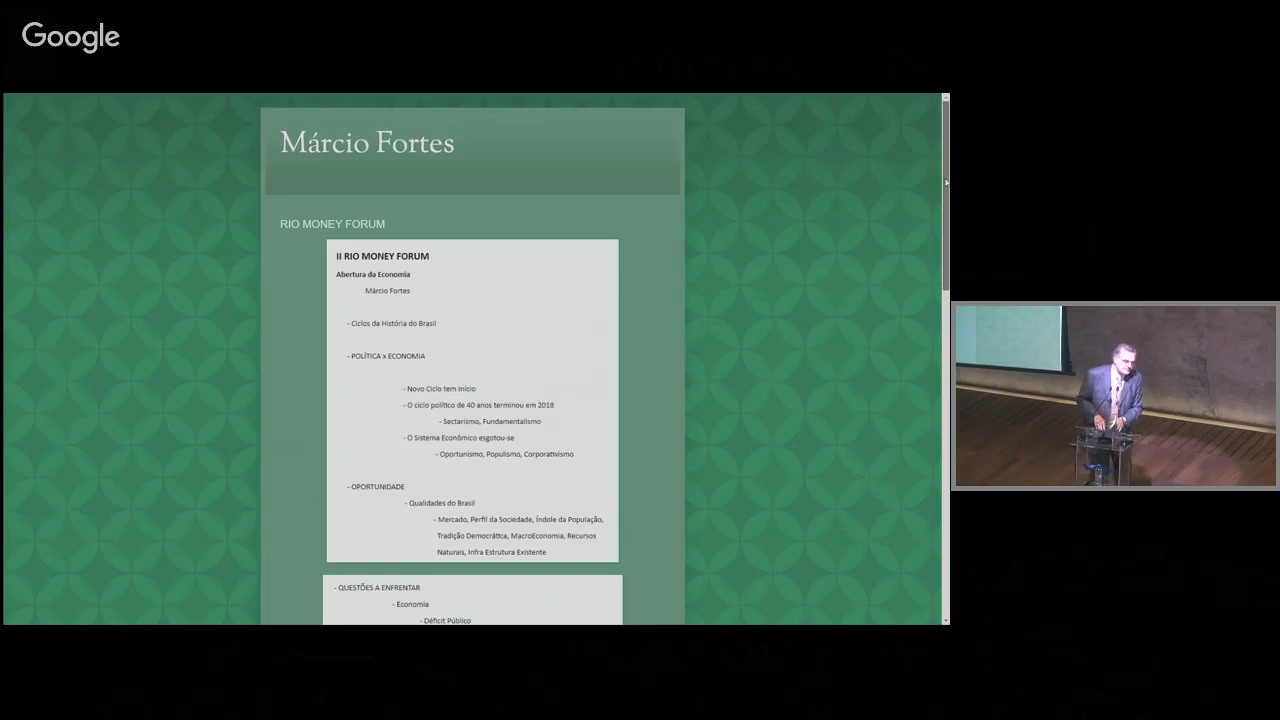 Google
Márcio Fortes
RIO MONEY FORUM
II RIO MONEY FORUM
Abertura da Economia
Márcio Fortes
- Ciclos da História do Brasil
- POLÍTICA x ECONOMIA
- Novo Ciclo tem Início
- O ciclo político de 40 anos terminou em 2018
- Sectarismo, Fundamentalismo
- O Sistema Econômico esgotou-se
- Oportunismo, Populismo, Corporativismo
- OPORTUNIDADE
- Qualidades do Brasil
- Mercado, Perfil da Sociedade, Índole da População,
Tradição Democrática, MacroEconomia, Recursos
Naturais, Infra Estrutura Existente
- QUESTÕES A ENFRENTAR
- Economia
- Déficit Público